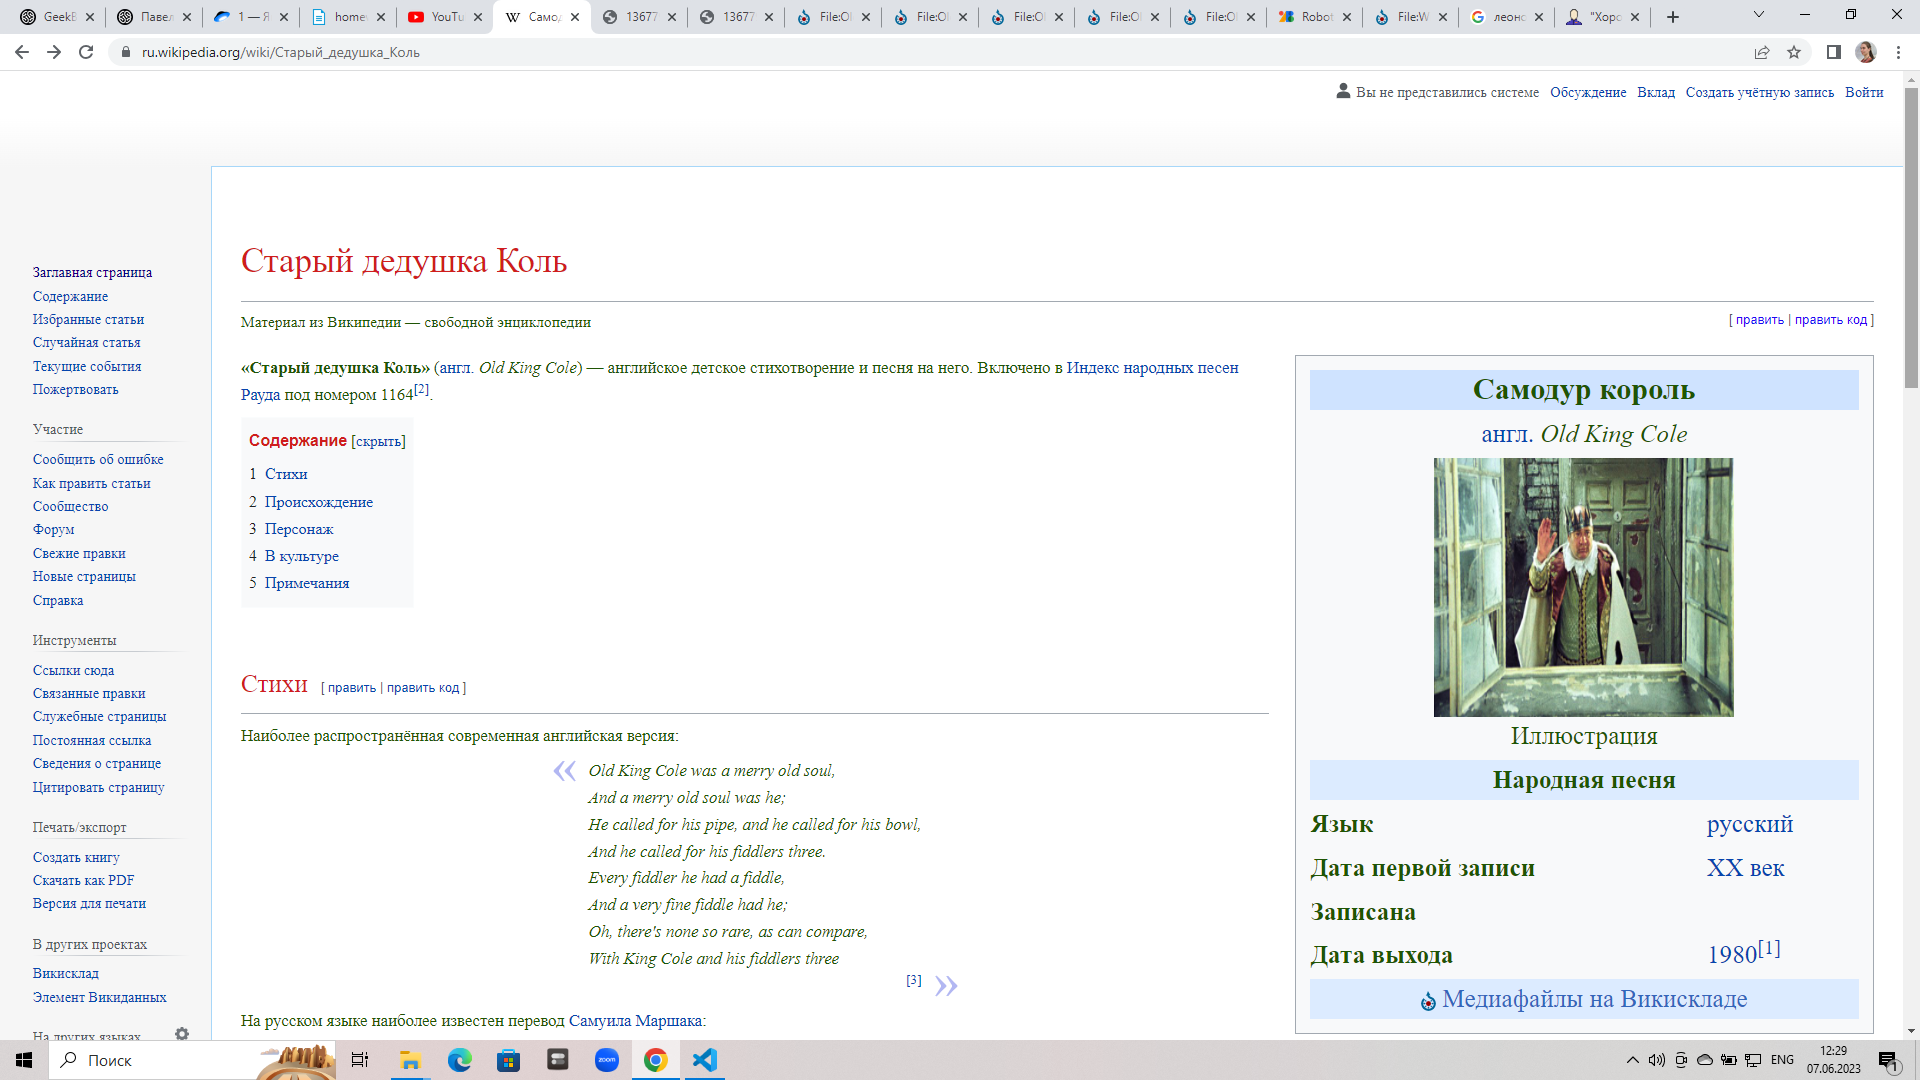 GeekB
Павел
1 — Я
homew
YouTu
Самод
13677
13677
File:Ol
File:Ol
File:Ol
File:Ol
File:Ol
Robot
File:W
леоно
"Хоро
ru.wikipedia.org/wiki/Старый_дедушка_Коль
Вы не представились системе Обсуждение Вклад Создать учётную запись Войти
Заглавная страница
Содержание
Избранные статьи
Случайная статья
Текущие события
Пожертвовать
Участие
Сообщить об ошибке
Как править статьи
Сообщество
Форум
Свежие правки
Новые страницы
Справка
Инструменты
Ссылки сюда
Связанные правки
Служебные страницы
Постоянная ссылка
Сведения о странице
Цитировать страницу
Печать/экспорт
Создать книгу
Скачать как PDF
Версия для печати
В других проектах
Викисклад
Элемент Викиданных
На других языках
Старый дедушка Коль
Материал из Википедии — свободной энциклопедии
[ править | править код ]
«Старый дедушка Коль» (англ. Old King Cole) — английское детское стихотворение и песня на него. Включено в Индекс народных песен
Рауда под номером 1164[2].
Содержание [скрыть]
1 Стихи
2 Происхождение
3 Персонаж
4 В культуре
5 Примечания
Стихи [ править | править код ]
Наиболее распространённая современная английская версия:
« Old King Cole was a merry old soul,
And a merry old soul was he;
He called for his pipe, and he called for his bowl,
And he called for his fiddlers three.
Every fiddler he had a fiddle,
And a very fine fiddle had he;
Oh, there's none so rare, as can compare,
With King Cole and his fiddlers three
[3] »
На русском языке наиболее известен перевод Самуила Маршака:
Самодур король
англ. Old King Cole
Иллюстрация
Народная песня
Язык русский
Дата первой записи XX век
Записана
Дата выхода 1980[1]
Медиафайлы на Викискладе
Поиск
zoom
ENG
12:29
07.06.2023
1